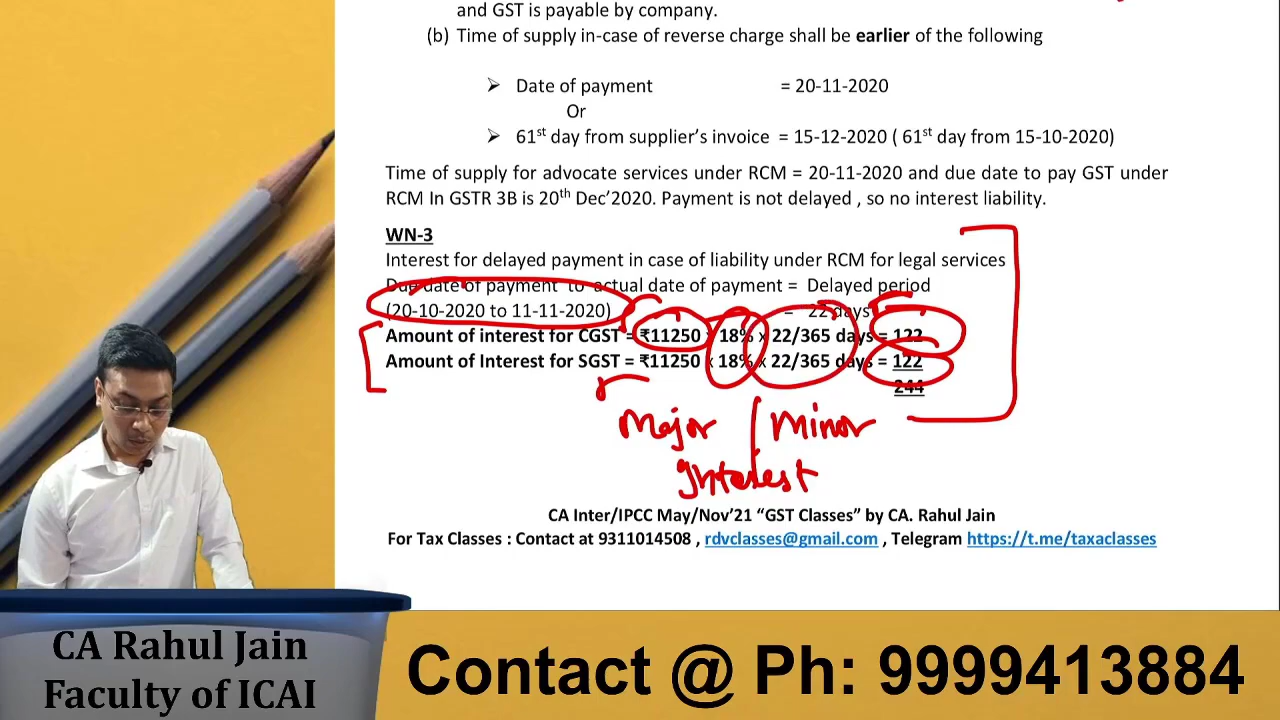 and GST is payable by company.
(b) Time of supply in-case of reverse charge shall be earlier of the following
➢ Date of payment = 20-11-2020
Or
➢ 61st day from supplier's invoice = 15-12-2020 ( 61st day from 15-10-2020)
Time of supply for advocate services under RCM = 20-11-2020 and due date to pay GST under
RCM In GSTR 3B is 20th Dec'2020. Payment is not delayed , so no interest liability.
WN-3
Interest for delayed payment in case of liability under RCM for legal services
Due date of payment to actual date of payment = Delayed period
(20-10-2020 to 11-11-2020) = 22 days
Amount of interest for CGST = ₹11250 x 18% x 22/365 days = 122
Amount of Interest for SGST = ₹11250 x 18% x 22/365 days = 122
244
Major / Minor
Interest
CA Inter/IPCC May/Nov'21 “GST Classes” by CA. Rahul Jain
For Tax Classes : Contact at 9311014508 , rdvclasses@gmail.com , Telegram https://t.me/taxaclasses
CA Rahul Jain
Faculty of ICAI
Contact @ Ph: 9999413884